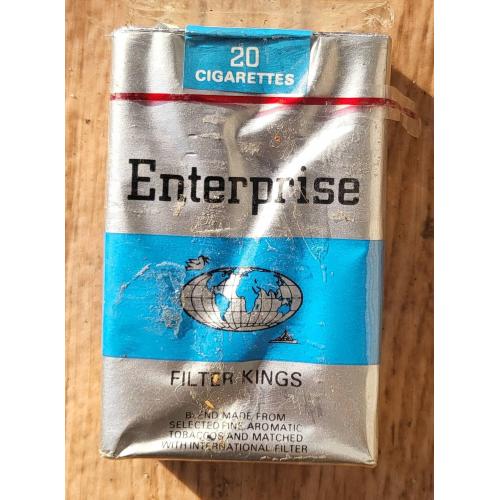 20
CIGARETTES
Enterprise
FILTER KINGS
BLEND MADE FROM
SELECTED FINE AROMATIC
TOBACCOS AND MATCHED
WITH INTERNATIONAL FILTER